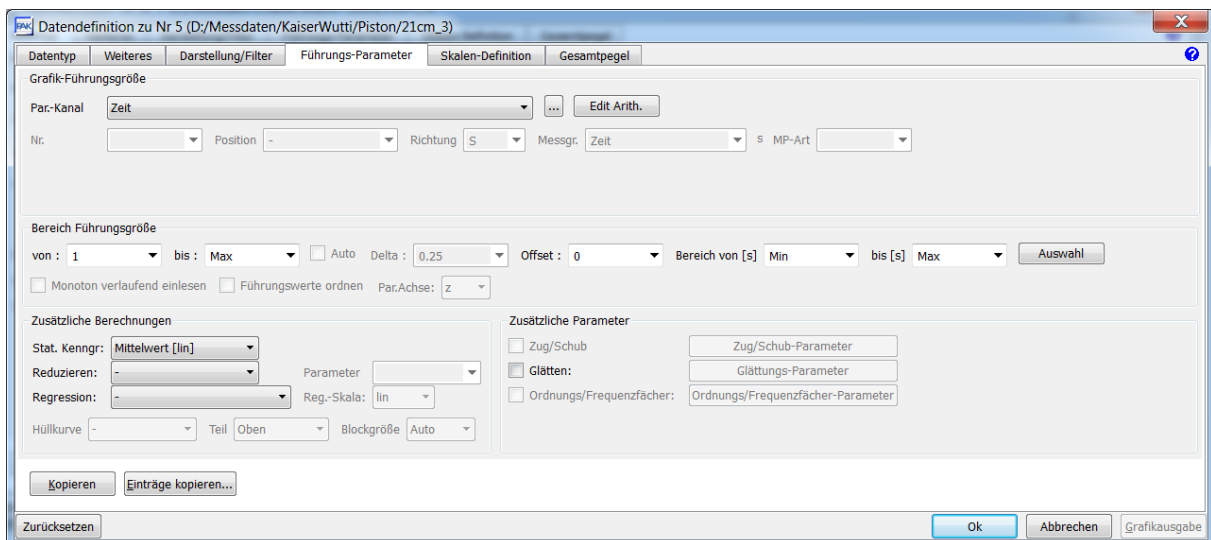 PAK Datendefinition zu Nr 5 (D:/Messdaten/KaiserWutti/Piston/21cm_3) X
Datentyp Weiteres Darstellung/Filter Führungs-Parameter Skalen-Definition Gesamtpegel ?
Grafik-Führungsgröße
Par.-Kanal Zeit ... Edit Arith.
Nr. Position - Richtung S Messgr. Zeit s MP-Art
Bereich Führungsgröße
von : 1 bis : Max Auto Delta : 0.25 Offset : 0 Bereich von [s] Min bis [s] Max Auswahl
Monoton verlaufend einlesen Führungswerte ordnen Par.Achse: z
Zusätzliche Berechnungen Zusätzliche Parameter
Stat. Kenngr: Mittelwert [lin] Zug/Schub Zug/Schub-Parameter
Reduzieren: - Parameter Glätten: Glättungs-Parameter
Regression: - Reg.-Skala: lin Ordnungs/Frequenzfächer: Ordnungs/Frequenzfächer-Parameter
Hüllkurve - Teil Oben Blockgröße Auto
Kopieren Einträge kopieren...
Zurücksetzen Ok Abbrechen Grafikausgabe